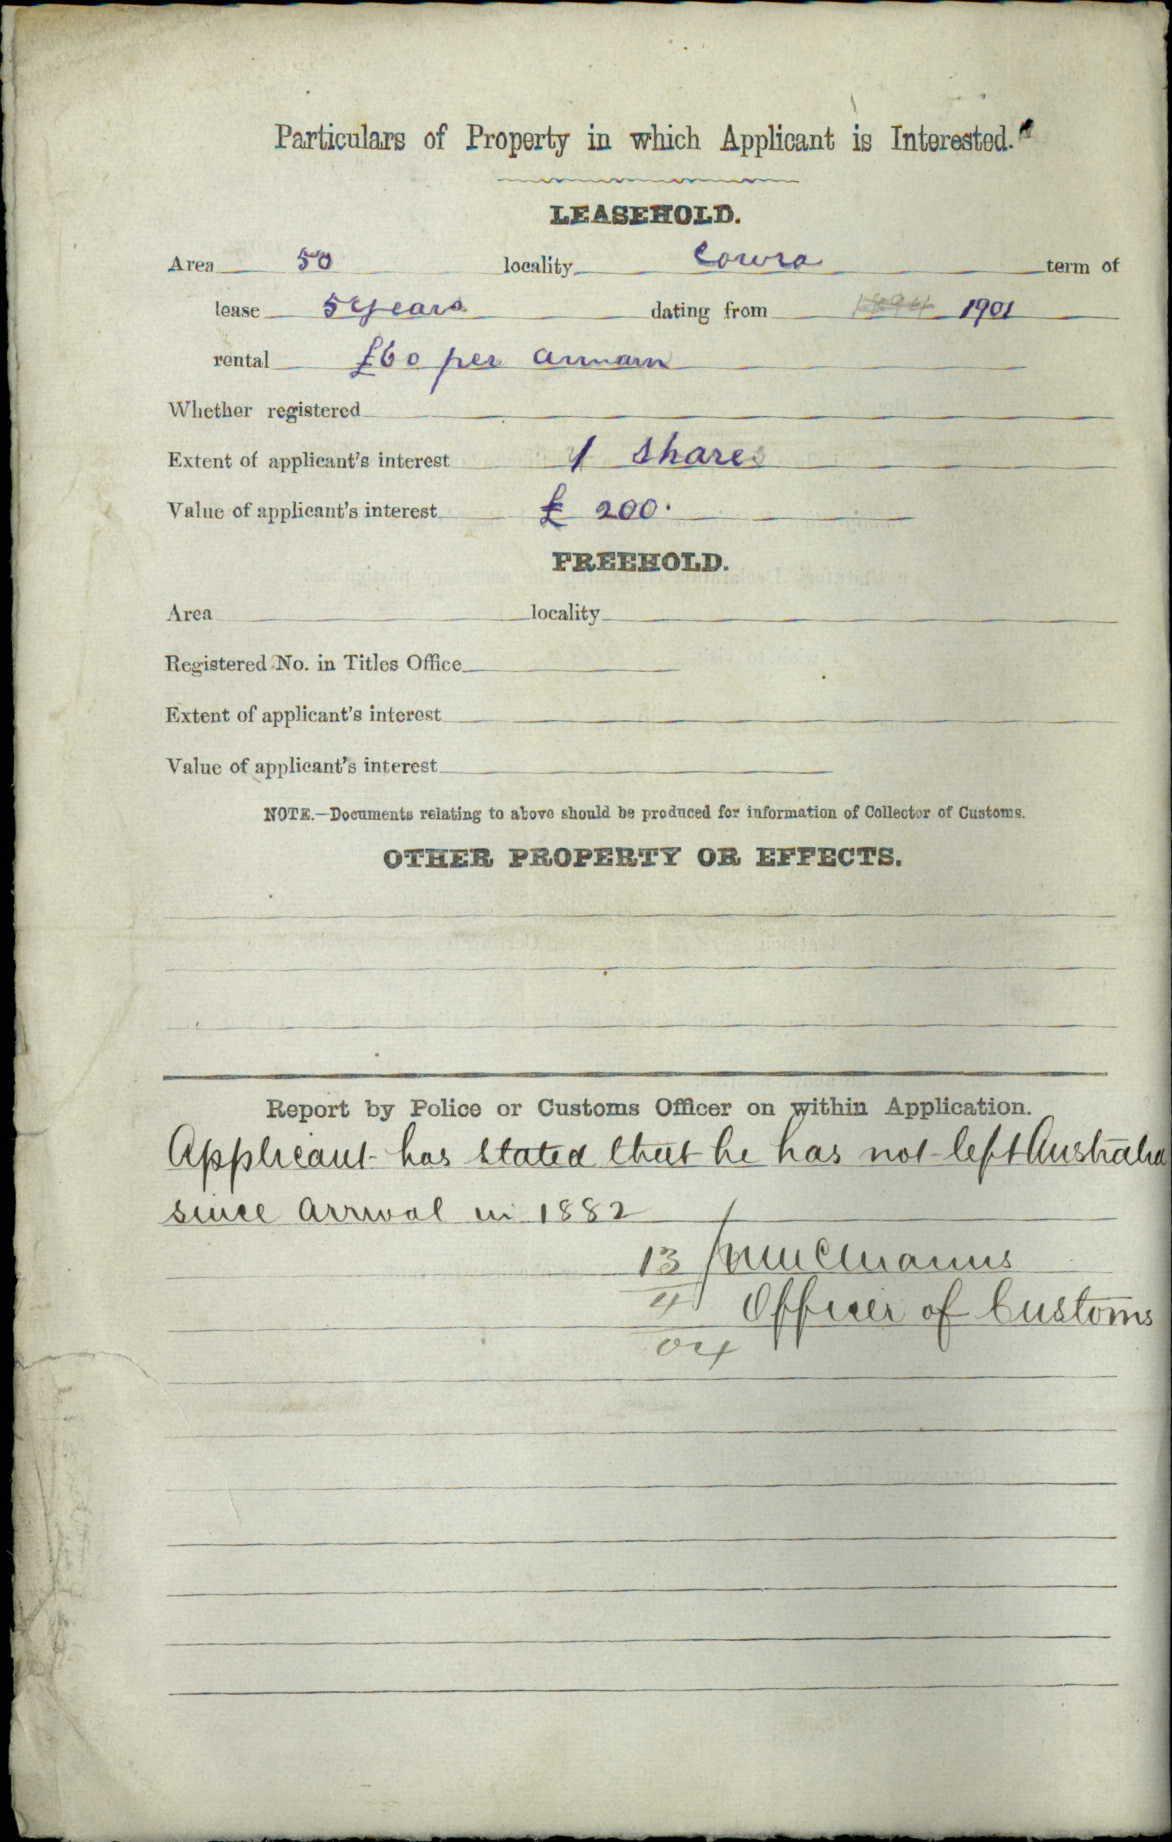 Particulars of Property in which Applicant is Interested.
LEASEHOLD.
Area 50 locality Cowra term of
lease 5 years dating from 1901
rental £60 per annum
Whether registered
Extent of applicant's interest 1 share
Value of applicant's interest £ 200.
FREEHOLD.
Area locality
Registered No. in Titles Office
Extent of applicant's interest
Value of applicant's interest
NOTE.—Documents relating to above should be produced for information of Collector of Customs.
OTHER PROPERTY OR EFFECTS.
Report by Police or Customs Officer on within Application.
Applicant has stated that he has not left Australia
since arrival in 1882
13
4 Officer of Customs
04